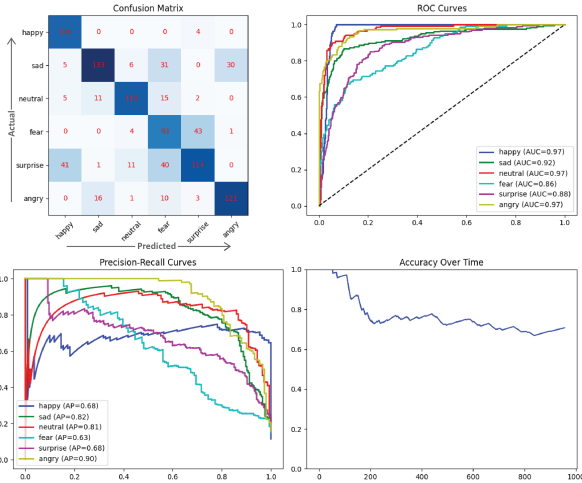 Confusion Matrix
happy 0 0 0 4 0
sad 5 133 6 31 0 30
neutral 5 11 15 2 0
fear 0 0 4 43 1
surprise 41 1 11 40 114 0
angry 0 16 1 10 3 121
Actual
happy sad neutral fear surprise angry
Predicted
ROC Curves
1.0
0.8
0.6
0.4
0.2
0.0
happy (AUC=0.97)
sad (AUC=0.92)
neutral (AUC=0.97)
fear (AUC=0.86)
surprise (AUC=0.88)
angry (AUC=0.97)
0.0 0.2 0.4 0.6 0.8 1.0
Precision-Recall Curves
1.0
0.8
0.6
0.4
0.2
0.0
happy (AP=0.68)
sad (AP=0.82)
neutral (AP=0.81)
fear (AP=0.63)
surprise (AP=0.68)
angry (AP=0.90)
0.0 0.2 0.4 0.6 0.8 1.0
Accuracy Over Time
1.0
0.8
0.6
0.4
0.2
0.0
0 200 400 600 800 1000